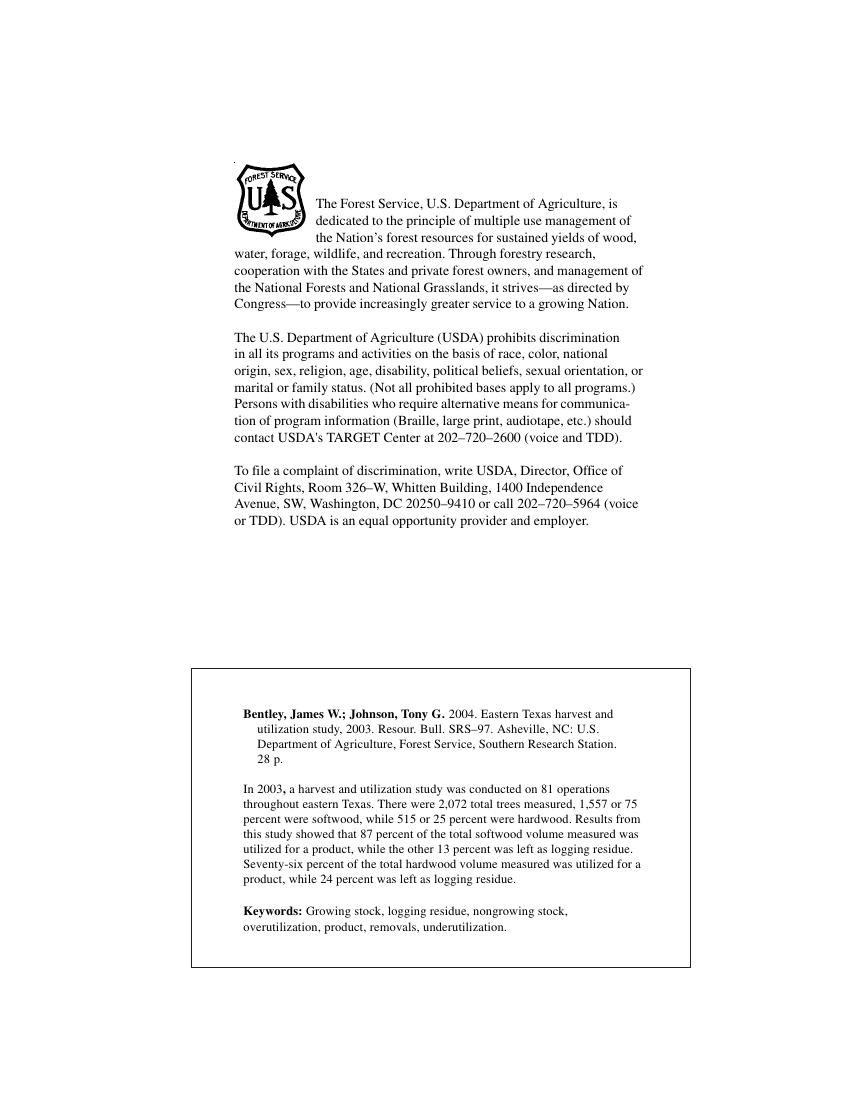 FOREST SERVICE
U S
DEPARTMENT OF AGRICULTURE
The Forest Service, U.S. Department of Agriculture, is
dedicated to the principle of multiple use management of
the Nation’s forest resources for sustained yields of wood,
water, forage, wildlife, and recreation. Through forestry research,
cooperation with the States and private forest owners, and management of
the National Forests and National Grasslands, it strives—as directed by
Congress—to provide increasingly greater service to a growing Nation.
The U.S. Department of Agriculture (USDA) prohibits discrimination
in all its programs and activities on the basis of race, color, national
origin, sex, religion, age, disability, political beliefs, sexual orientation, or
marital or family status. (Not all prohibited bases apply to all programs.)
Persons with disabilities who require alternative means for communica-
tion of program information (Braille, large print, audiotape, etc.) should
contact USDA's TARGET Center at 202–720–2600 (voice and TDD).
To file a complaint of discrimination, write USDA, Director, Office of
Civil Rights, Room 326–W, Whitten Building, 1400 Independence
Avenue, SW, Washington, DC 20250–9410 or call 202–720–5964 (voice
or TDD). USDA is an equal opportunity provider and employer.
Bentley, James W.; Johnson, Tony G. 2004. Eastern Texas harvest and
utilization study, 2003. Resour. Bull. SRS–97. Asheville, NC: U.S.
Department of Agriculture, Forest Service, Southern Research Station.
28 p.
In 2003, a harvest and utilization study was conducted on 81 operations
throughout eastern Texas. There were 2,072 total trees measured, 1,557 or 75
percent were softwood, while 515 or 25 percent were hardwood. Results from
this study showed that 87 percent of the total softwood volume measured was
utilized for a product, while the other 13 percent was left as logging residue.
Seventy-six percent of the total hardwood volume measured was utilized for a
product, while 24 percent was left as logging residue.
Keywords: Growing stock, logging residue, nongrowing stock,
overutilization, product, removals, underutilization.